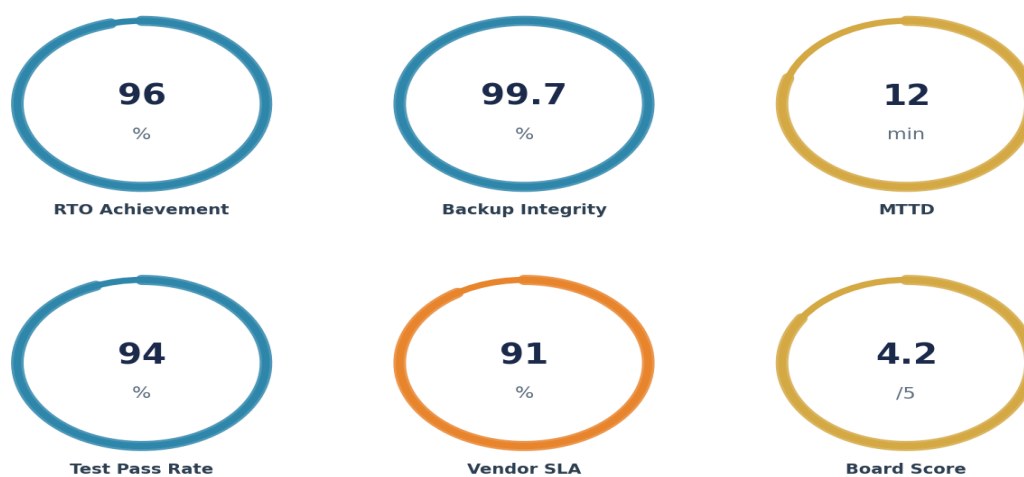 96
%
RTO Achievement
99.7
%
Backup Integrity
12
min
MTTD
94
%
Test Pass Rate
91
%
Vendor SLA
4.2
/5
Board Score